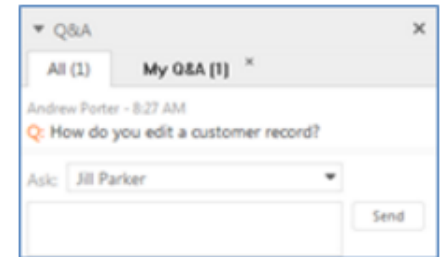 Q&A
All (1) My Q&A (1)
Andrew Porter - 8:27 AM
Q: How do you edit a customer record?
Ask: Jill Parker
Send